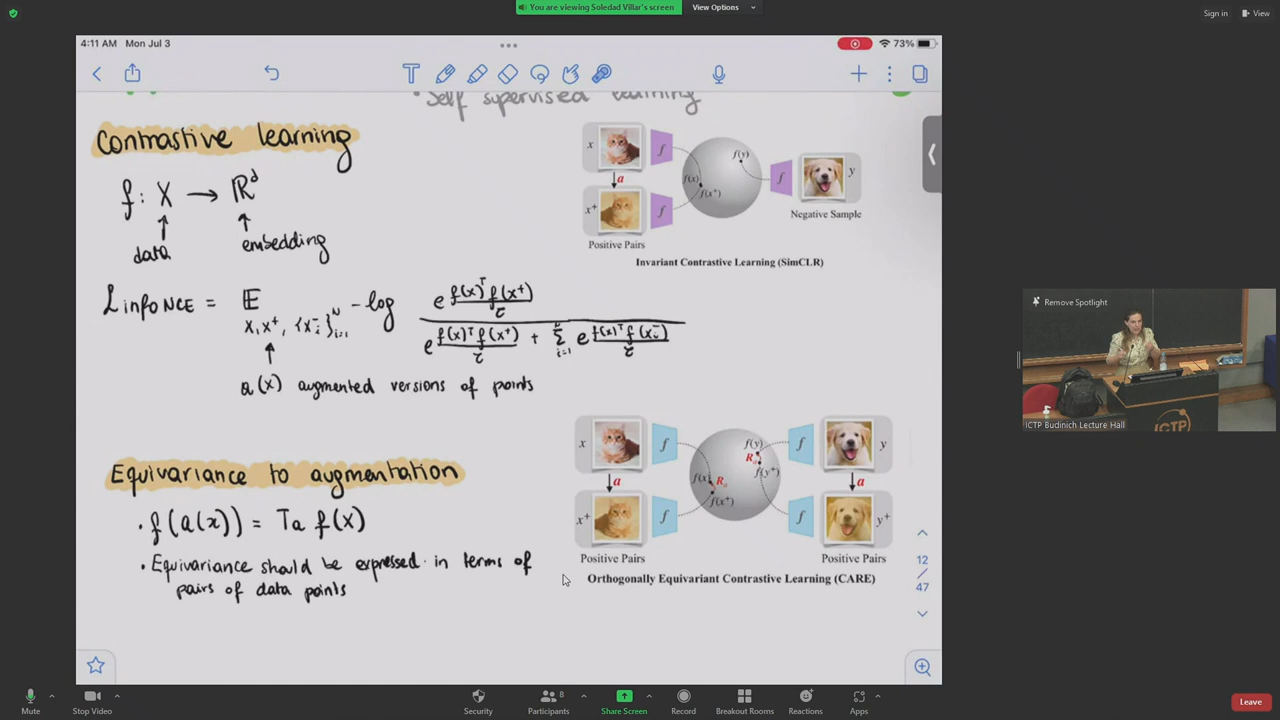 You are viewing Soledad Villar's screen
View Options
Sign in
View
4:11 AM Mon Jul 3
73%
• Self supervised learning
Contrastive learning
f: X → ℝᵈ
data
embedding
x
f
a
x⁺
f
f(x)
f(x⁺)
f(y)
f
y
Positive Pairs
Negative Sample
Invariant Contrastive Learning (SimCLR)
L InfoNCE = 𝔼 x, x⁺, {x⁻ᵢ}ᴺᵢ₌₁ -log e^(f(x)ᵀf(x⁺)/τ) / (e^(f(x)ᵀf(x⁺)/τ) + Σᴺᵢ₌₁ e^(f(x)ᵀf(xᵢ⁻)/τ))
a(x) augmented versions of points
Equivariance to augmentation
• f(a(x)) = Ta f(x)
• Equivariance should be expressed in terms of
pairs of data points
x
f
a
x⁺
f
f(x)
Ra
f(x⁺)
f(y)
Ra
f(y⁺)
f
y
a
f
y⁺
Positive Pairs
Positive Pairs
Orthogonally Equivariant Contrastive Learning (CARE)
12
/
47
Remove Spotlight
ICTP
ICTP Budinich Lecture Hall
Mute
Stop Video
Security
Participants
8
Share Screen
Record
Breakout Rooms
Reactions
Apps
Leave